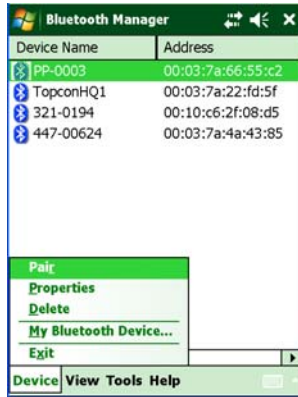 Bluetooth Manager
Device Name Address
PP-0003 00:03:7a:66:55:c2
TopconHQ1 00:03:7a:22:fd:5f
321-0194 00:10:c6:2f:08:d5
447-00624 00:03:7a:4a:43:85
Pair
Properties
Delete
My Bluetooth Device...
Exit
Device View Tools Help